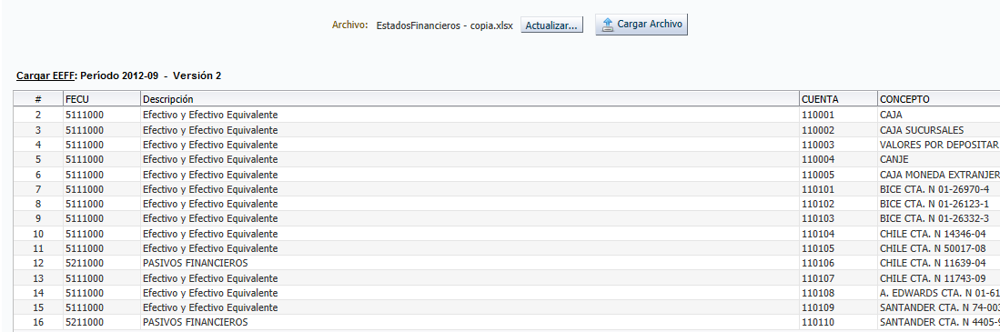 Archivo: EstadosFinancieros - copia.xlsx Actualizar... Cargar Archivo
Cargar EEFF: Período 2012-09 - Versión 2
# FECU Descripción CUENTA CONCEPTO
2 5111000 Efectivo y Efectivo Equivalente 110001 CAJA
3 5111000 Efectivo y Efectivo Equivalente 110002 CAJA SUCURSALES
4 5111000 Efectivo y Efectivo Equivalente 110003 VALORES POR DEPOSITAR
5 5111000 Efectivo y Efectivo Equivalente 110004 CANJE
6 5111000 Efectivo y Efectivo Equivalente 110005 CAJA MONEDA EXTRANJER
7 5111000 Efectivo y Efectivo Equivalente 110101 BICE CTA. N 01-26970-4
8 5111000 Efectivo y Efectivo Equivalente 110102 BICE CTA. N 01-26123-1
9 5111000 Efectivo y Efectivo Equivalente 110103 BICE CTA. N 01-26332-3
10 5111000 Efectivo y Efectivo Equivalente 110104 CHILE CTA. N 14346-04
11 5111000 Efectivo y Efectivo Equivalente 110105 CHILE CTA. N 50017-08
12 5211000 PASIVOS FINANCIEROS 110106 CHILE CTA. N 11639-04
13 5111000 Efectivo y Efectivo Equivalente 110107 CHILE CTA. N 11743-09
14 5111000 Efectivo y Efectivo Equivalente 110108 A. EDWARDS CTA. N 01-61
15 5111000 Efectivo y Efectivo Equivalente 110109 SANTANDER CTA. N 74-003
16 5211000 PASIVOS FINANCIEROS 110110 SANTANDER CTA. N 4405-9